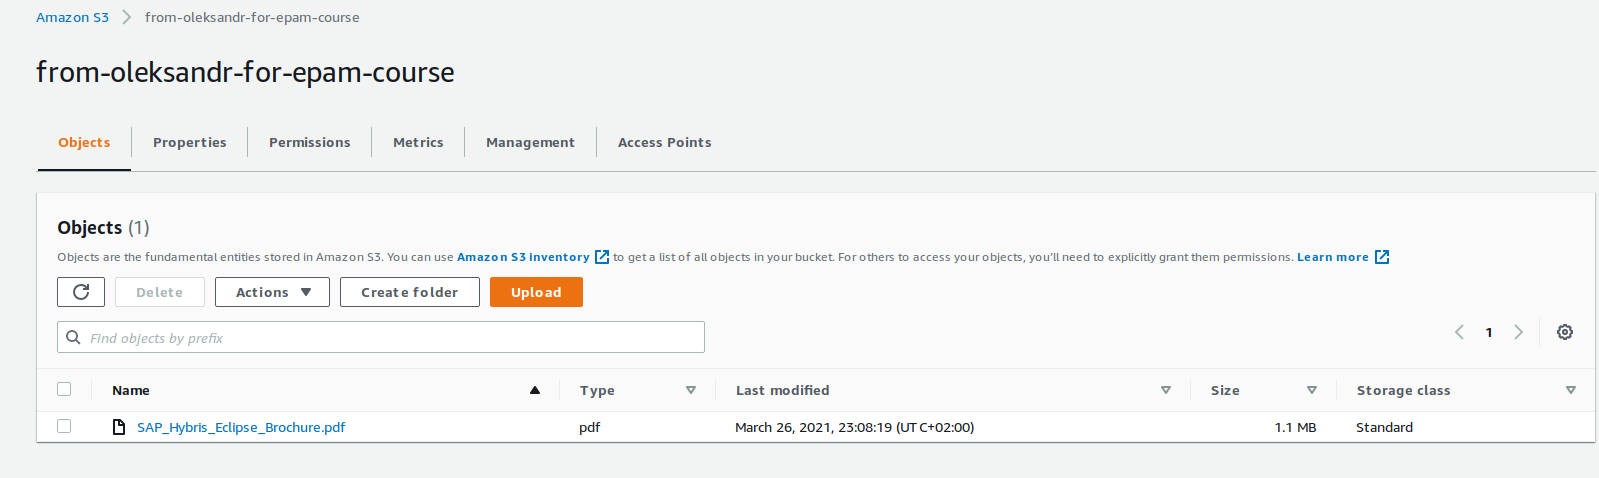 Amazon S3 from-oleksandr-for-epam-course
from-oleksandr-for-epam-course
Objects Properties Permissions Metrics Management Access Points
Objects (1)
Objects are the fundamental entities stored in Amazon S3. You can use Amazon S3 inventory to get a list of all objects in your bucket. For others to access your objects, you'll need to explicitly grant them permissions. Learn more
Delete Actions Create folder Upload
Find objects by prefix
1
Name Type Last modified Size Storage class
SAP_Hybris_Eclipse_Brochure.pdf pdf March 26, 2021, 23:08:19 (UTC+02:00) 1.1 MB Standard